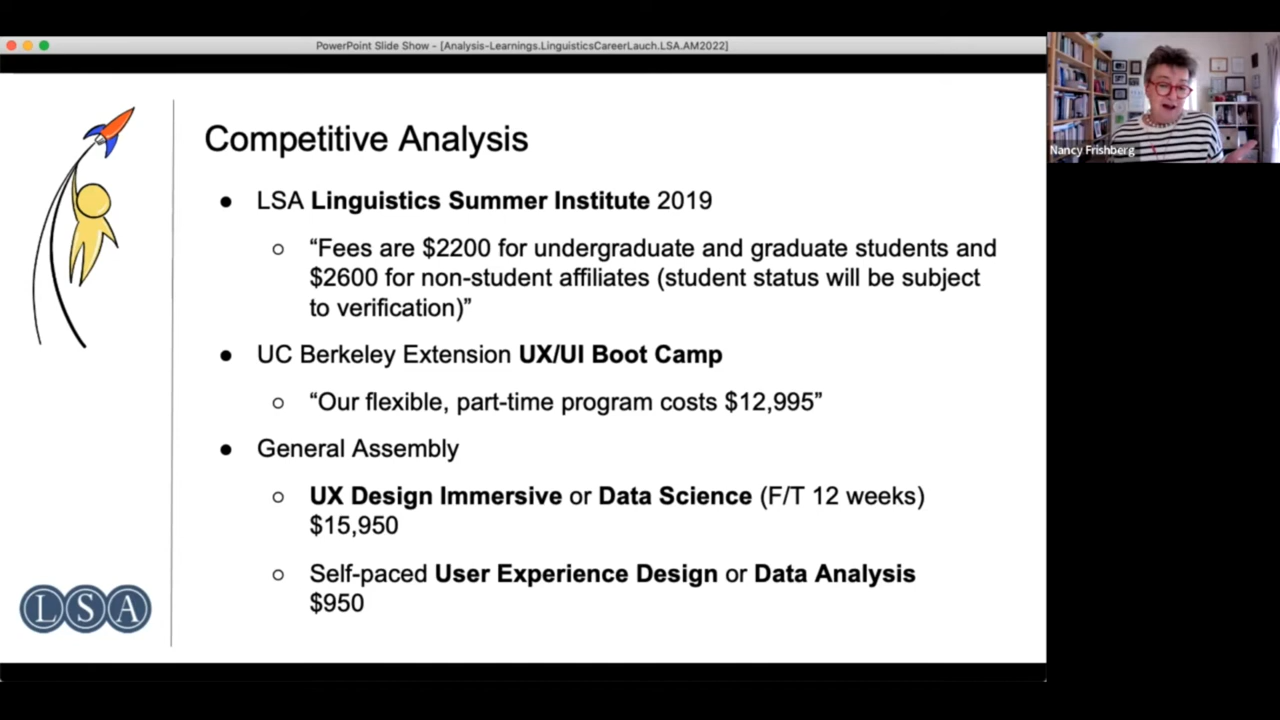 PowerPoint Slide Show - [Analysis-Learnings.LinguisticsCareerLauch.LSA.AM2022]
Nancy Frishberg
Competitive Analysis
● LSA Linguistics Summer Institute 2019
○ “Fees are $2200 for undergraduate and graduate students and
$2600 for non-student affiliates (student status will be subject
to verification)”
● UC Berkeley Extension UX/UI Boot Camp
○ “Our flexible, part-time program costs $12,995”
● General Assembly
○ UX Design Immersive or Data Science (F/T 12 weeks)
$15,950
○ Self-paced User Experience Design or Data Analysis
$950
LSA